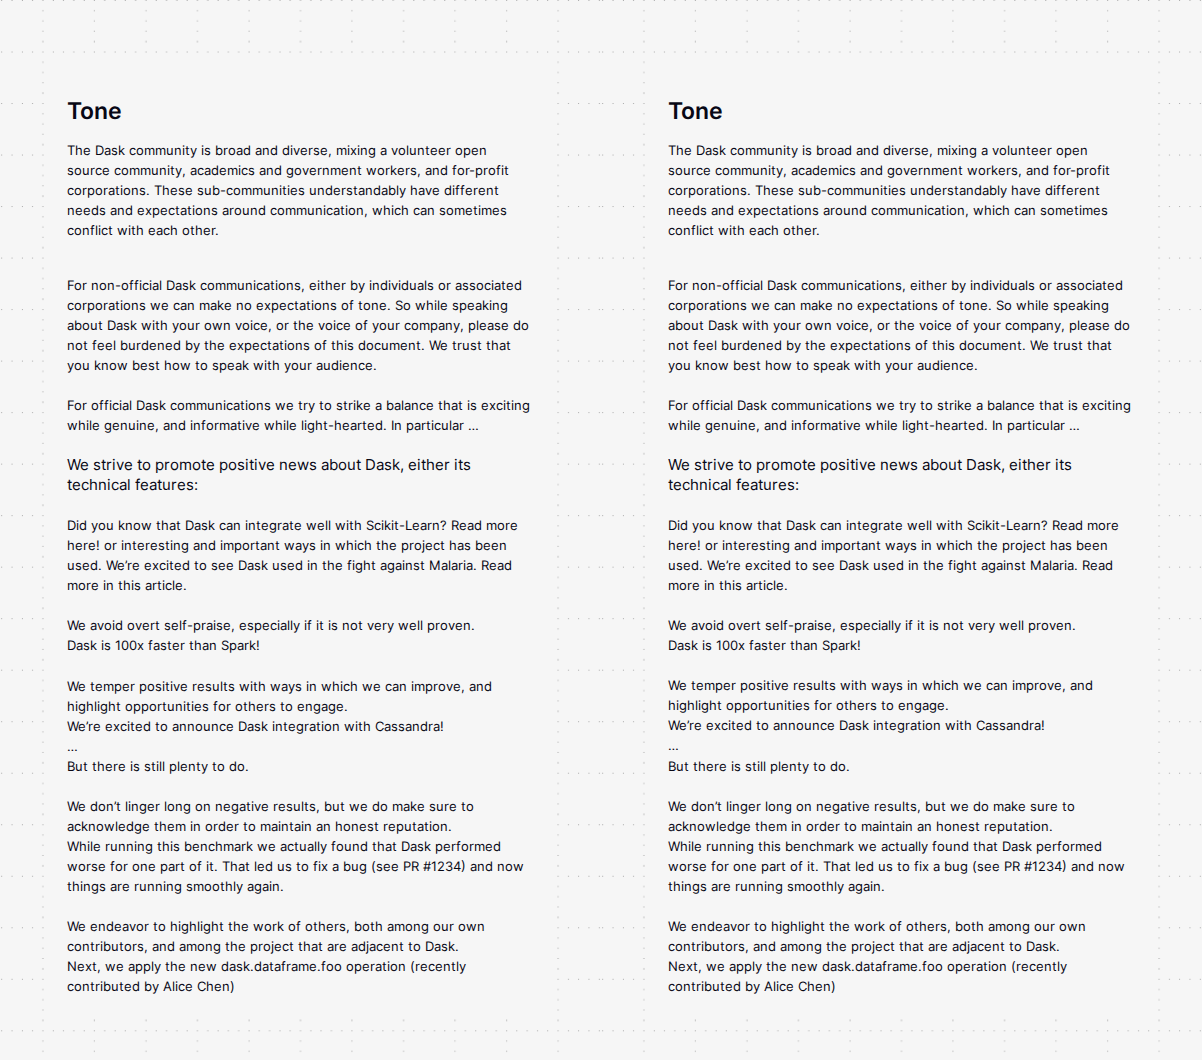 Tone
The Dask community is broad and diverse, mixing a volunteer open
source community, academics and government workers, and for-profit
corporations. These sub-communities understandably have different
needs and expectations around communication, which can sometimes
conflict with each other.
For non-official Dask communications, either by individuals or associated
corporations we can make no expectations of tone. So while speaking
about Dask with your own voice, or the voice of your company, please do
not feel burdened by the expectations of this document. We trust that
you know best how to speak with your audience.
For official Dask communications we try to strike a balance that is exciting
while genuine, and informative while light-hearted. In particular ...
We strive to promote positive news about Dask, either its
technical features:
Did you know that Dask can integrate well with Scikit-Learn? Read more
here! or interesting and important ways in which the project has been
used. We’re excited to see Dask used in the fight against Malaria. Read
more in this article.
We avoid overt self-praise, especially if it is not very well proven.
Dask is 100x faster than Spark!
We temper positive results with ways in which we can improve, and
highlight opportunities for others to engage.
We’re excited to announce Dask integration with Cassandra!
...
But there is still plenty to do.
We don’t linger long on negative results, but we do make sure to
acknowledge them in order to maintain an honest reputation.
While running this benchmark we actually found that Dask performed
worse for one part of it. That led us to fix a bug (see PR #1234) and now
things are running smoothly again.
We endeavor to highlight the work of others, both among our own
contributors, and among the project that are adjacent to Dask.
Next, we apply the new dask.dataframe.foo operation (recently
contributed by Alice Chen)
Tone
The Dask community is broad and diverse, mixing a volunteer open
source community, academics and government workers, and for-profit
corporations. These sub-communities understandably have different
needs and expectations around communication, which can sometimes
conflict with each other.
For non-official Dask communications, either by individuals or associated
corporations we can make no expectations of tone. So while speaking
about Dask with your own voice, or the voice of your company, please do
not feel burdened by the expectations of this document. We trust that
you know best how to speak with your audience.
For official Dask communications we try to strike a balance that is exciting
while genuine, and informative while light-hearted. In particular ...
We strive to promote positive news about Dask, either its
technical features:
Did you know that Dask can integrate well with Scikit-Learn? Read more
here! or interesting and important ways in which the project has been
used. We’re excited to see Dask used in the fight against Malaria. Read
more in this article.
We avoid overt self-praise, especially if it is not very well proven.
Dask is 100x faster than Spark!
We temper positive results with ways in which we can improve, and
highlight opportunities for others to engage.
We’re excited to announce Dask integration with Cassandra!
...
But there is still plenty to do.
We don’t linger long on negative results, but we do make sure to
acknowledge them in order to maintain an honest reputation.
While running this benchmark we actually found that Dask performed
worse for one part of it. That led us to fix a bug (see PR #1234) and now
things are running smoothly again.
We endeavor to highlight the work of others, both among our own
contributors, and among the project that are adjacent to Dask.
Next, we apply the new dask.dataframe.foo operation (recently
contributed by Alice Chen)